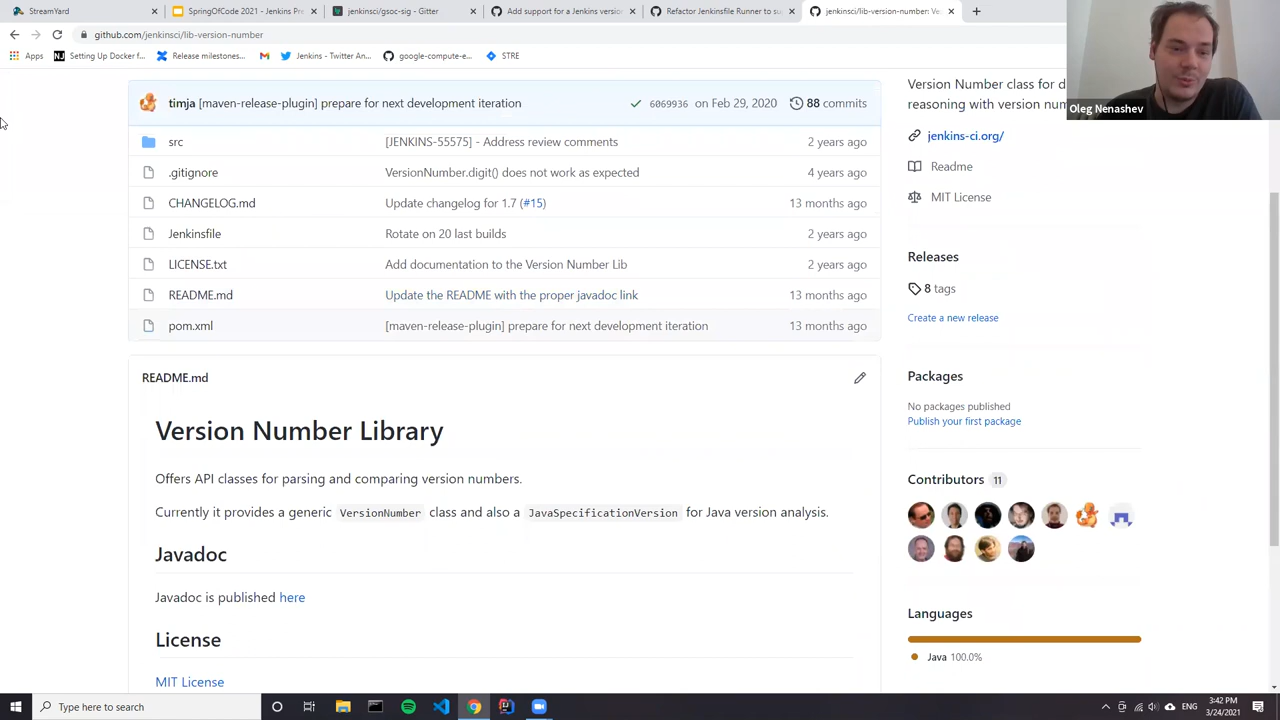 StreamYard
SpringOfCode 2021 - Jenkins Pre
jenkinsci/gsoc-sig - Gitter
Add support for a Jenkins versio
Refactor Jenkinsfile Runner to su
jenkinsci/lib-version-number: Ve
github.com/jenkinsci/lib-version-number
Apps
Setting Up Docker f...
Release milestones...
Jenkins - Twitter An...
google-compute-e...
STRE
Oleg Nenashev
timja [maven-release-plugin] prepare for next development iteration
6069936 on Feb 29, 2020
88 commits
src
[JENKINS-55575] - Address review comments
2 years ago
.gitignore
VersionNumber.digit() does not work as expected
4 years ago
CHANGELOG.md
Update changelog for 1.7 (#15)
13 months ago
Jenkinsfile
Rotate on 20 last builds
2 years ago
LICENSE.txt
Add documentation to the Version Number Lib
2 years ago
README.md
Update the README with the proper javadoc link
13 months ago
pom.xml
[maven-release-plugin] prepare for next development iteration
13 months ago
README.md
Version Number Library
Offers API classes for parsing and comparing version numbers.
Currently it provides a generic VersionNumber class and also a JavaSpecificationVersion for Java version analysis.
Javadoc
Javadoc is published here
License
MIT License
Version Number class for d
reasoning with version num
jenkins-ci.org/
Readme
MIT License
Releases
8 tags
Create a new release
Packages
No packages published
Publish your first package
Contributors 11
Languages
Java 100.0%
Type here to search
ENG
3:42 PM
3/24/2021